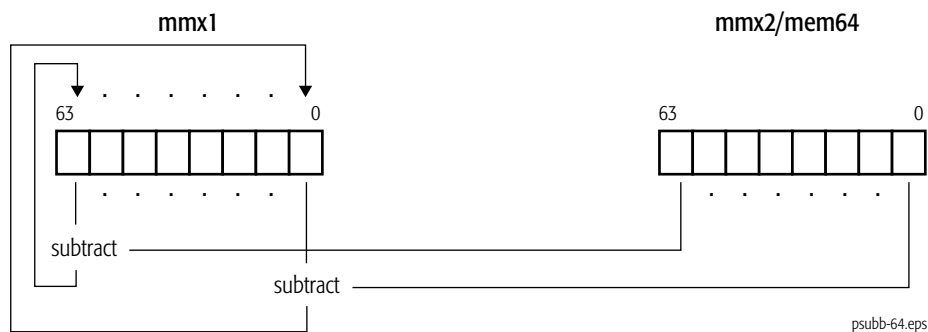 mmx1 mmx2/mem64
. . . . . .
63 0 63 0
. . . . . . . . . . . .
subtract
subtract
psubb-64.eps